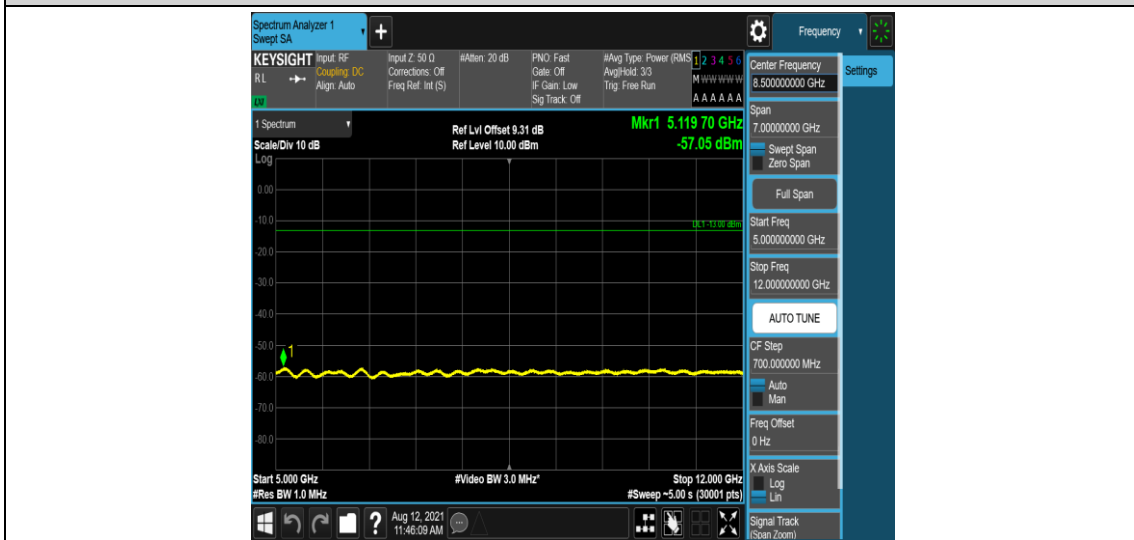 Spectrum Analyzer 1
Swept SA
+
Frequency
KEYSIGHT
RL
LXI
Input: RF
Coupling: DC
Align: Auto
Input Z: 50 Ω
Corrections: Off
Freq Ref: Int (S)
#Atten: 20 dB
PNO: Fast
Gate: Off
IF Gain: Low
Sig Track: Off
#Avg Type: Power (RMS
Avg|Hold: 3/3
Trig: Free Run
1 2 3 4 5 6
M W W W W W
A A A A A A
Settings
1 Spectrum
Scale/Div 10 dB
Ref Lvl Offset 9.31 dB
Ref Level 10.00 dBm
Mkr1 5.119 70 GHz
-57.05 dBm
Log
0.00
-10.0
-20.0
-30.0
-40.0
-50.0
-60.0
-70.0
-80.0
DL1 -13.00 dBm
1
Start 5.000 GHz
#Res BW 1.0 MHz
#Video BW 3.0 MHz*
Stop 12.000 GHz
#Sweep ~5.00 s (30001 pts)
Center Frequency
8.500000000 GHz
Span
7.00000000 GHz
Swept Span
Zero Span
Full Span
Start Freq
5.000000000 GHz
Stop Freq
12.000000000 GHz
AUTO TUNE
CF Step
700.000000 MHz
Auto
Man
Freq Offset
0 Hz
X Axis Scale
Log
Lin
Signal Track
(Span Zoom)
?
Aug 12, 2021
11:46:09 AM